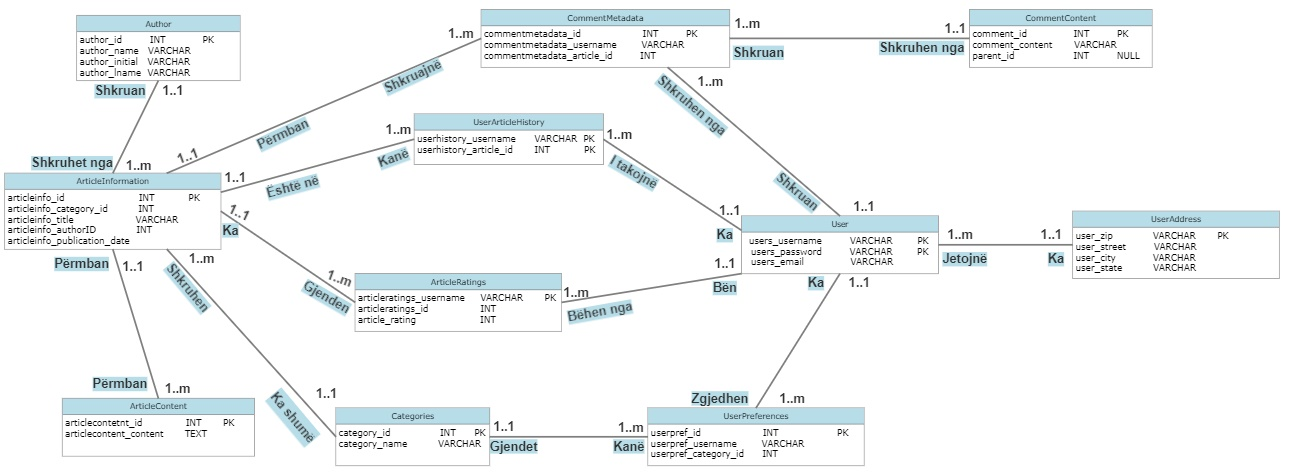 Author
author_id INT PK
author_name VARCHAR
author_initial VARCHAR
author_lname VARCHAR
Shkruan
1..1
CommentMetadata
commentmetadata_id INT PK
commentmetadata_username VARCHAR
commentmetadata_article_id INT
1..m
Shkruajnë
Përmban
1..1
1..m
Shkruan
1..1
Shkruhen nga
CommentContent
comment_id INT PK
comment_content VARCHAR
parent_id INT NULL
1..m
Shkruhen nga
Shkruan
1..1
UserArticleHistory
userhistory_username VARCHAR PK
userhistory_article_id INT PK
1..m
Kanë
Është në
1..1
1..m
I takojnë
1..1
Ka
Shkruhet nga
1..m
ArticleInformation
articleinfo_id INT PK
articleinfo_category_id INT
articleinfo_title VARCHAR
articleinfo_authorID INT
articleinfo_publication_date
1..1
Ka
1..m
Gjenden
User
users_username VARCHAR PK
users_password VARCHAR PK
users_email VARCHAR
1..m
Jetojnë
1..1
Ka
UserAddress
user_zip VARCHAR PK
user_street VARCHAR
user_city VARCHAR
user_state VARCHAR
ArticleRatings
articleratings_username VARCHAR PK
articleratings_id INT
article_rating INT
1..m
Bëhen nga
1..1
Bën
Ka
1..1
Përmban
1..1
1..m
Shkruhen
Përmban
1..m
ArticleContent
articlecontetnt_id INT PK
articlecontent_content TEXT
1..1
Ka shumë
Categories
category_id INT PK
category_name VARCHAR
1..1
Gjendet
1..m
Kanë
Zgjedhen
1..m
UserPreferences
userpref_id INT PK
userpref_username VARCHAR
userpref_category_id INT